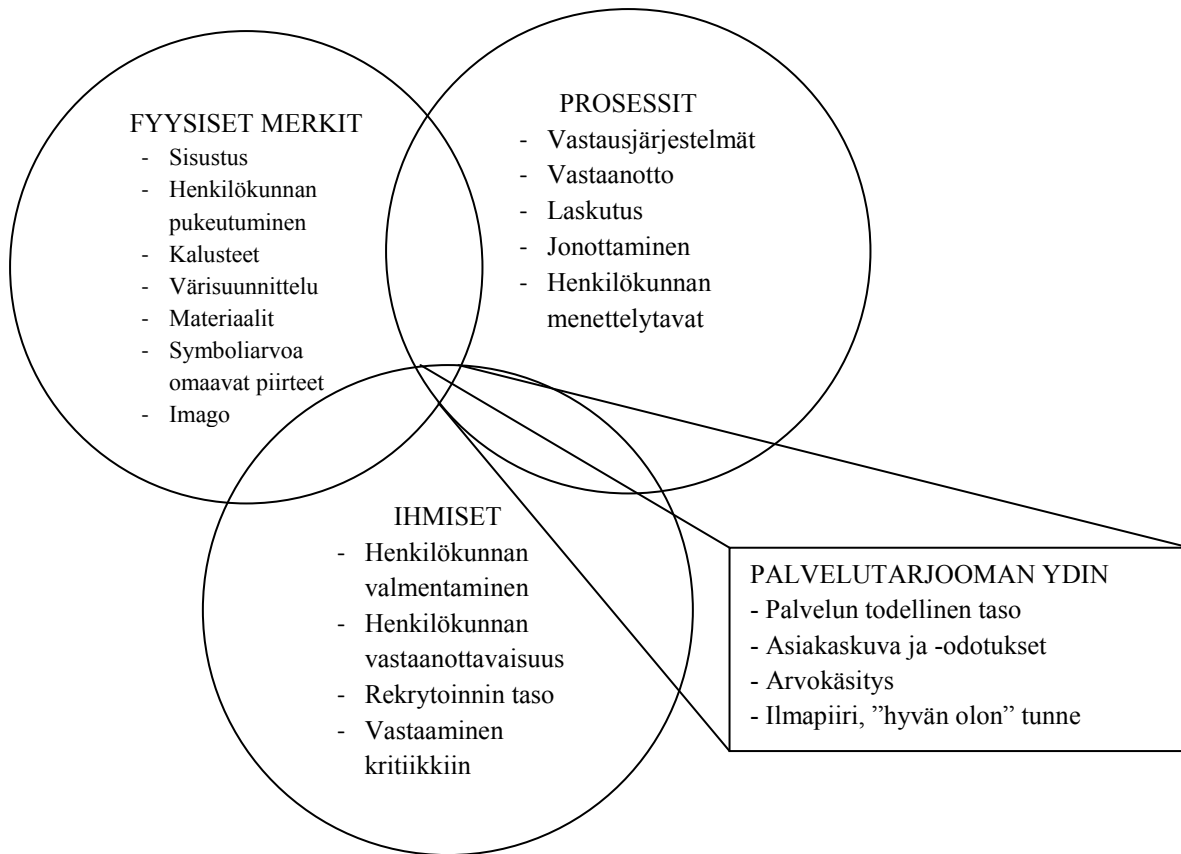 FYYSISET MERKIT
- Sisustus
- Henkilökunnan
pukeutuminen
- Kalusteet
- Värisuunnittelu
- Materiaalit
- Symboliarvoa
omaavat piirteet
- Imago
PROSESSIT
- Vastausjärjestelmät
- Vastaanotto
- Laskutus
- Jonottaminen
- Henkilökunnan
menettelytavat
IHMISET
- Henkilökunnan
valmentaminen
- Henkilökunnan
vastaanottavaisuus
- Rekrytoinnin taso
- Vastaaminen
kritiikkiin
PALVELUTARJOOMAN YDIN
- Palvelun todellinen taso
- Asiakaskuva ja -odotukset
- Arvokäsitys
- Ilmapiiri, ”hyvän olon” tunne